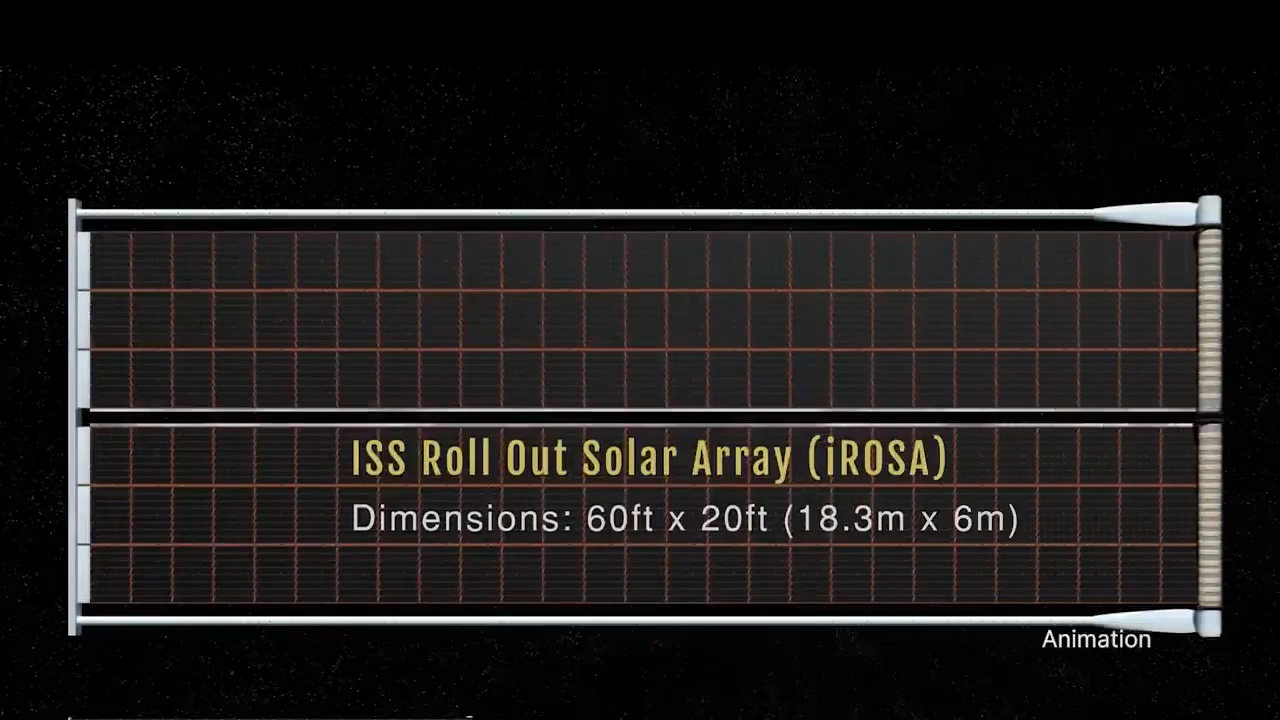 ISS Roll Out Solar Array (iROSA)
Dimensions: 60ft x 20ft (18.3m x 6m)
Animation